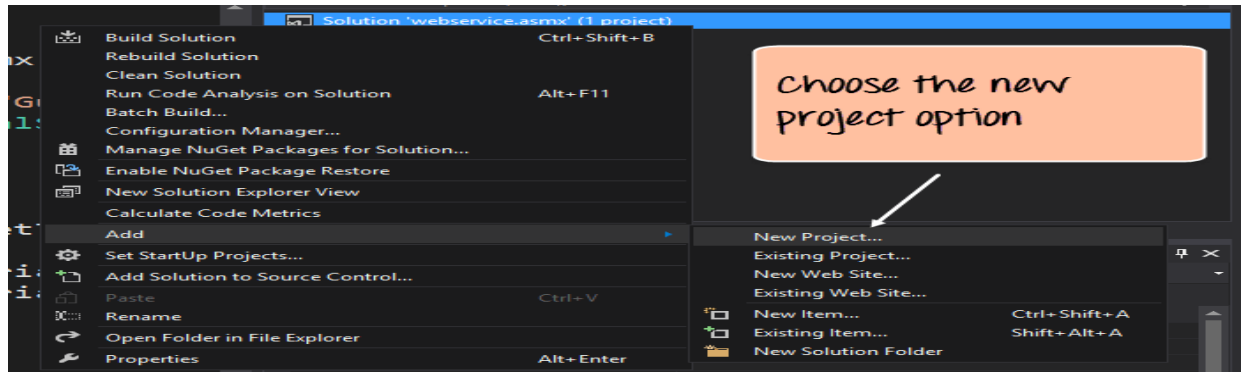 Solution 'webservice.asmx' (1 project)
Build Solution Ctrl+Shift+B
Rebuild Solution
Clean Solution
Run Code Analysis on Solution Alt+F11
Batch Build...
Configuration Manager...
Manage NuGet Packages for Solution...
Enable NuGet Package Restore
New Solution Explorer View
Calculate Code Metrics
Add
Set StartUp Projects...
Add Solution to Source Control...
Paste Ctrl+V
Rename
Open Folder in File Explorer
Properties Alt+Enter
Choose the new
project option
New Project...
Existing Project...
New Web Site...
Existing Web Site...
New Item... Ctrl+Shift+A
Existing Item... Shift+Alt+A
New Solution Folder